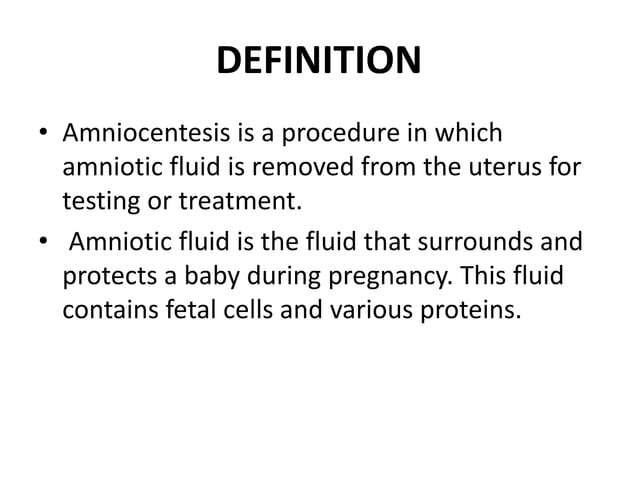 DEFINITION
• Amniocentesis is a procedure in which
amniotic fluid is removed from the uterus for
testing or treatment.
• Amniotic fluid is the fluid that surrounds and
protects a baby during pregnancy. This fluid
contains fetal cells and various proteins.